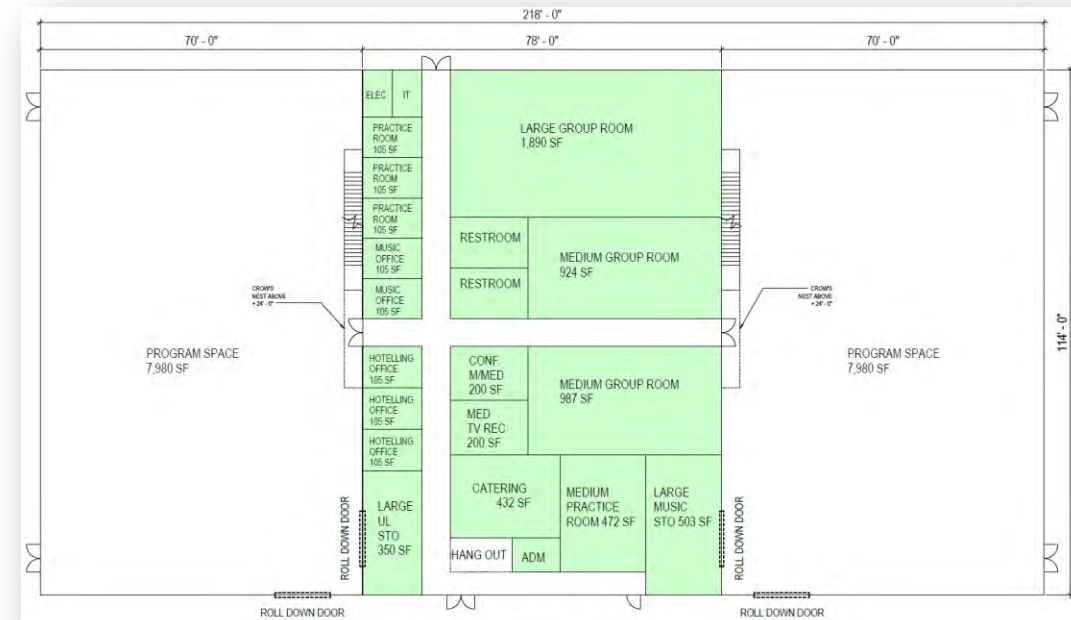 218' - 0"
70' - 0"
78' - 0"
70' - 0"
ELEC
IT
PRACTICE
ROOM
105 SF
PRACTICE
ROOM
105 SF
PRACTICE
ROOM
105 SF
MUSIC
OFFICE
105 SF
MUSIC
OFFICE
105 SF
LARGE GROUP ROOM
1,890 SF
RESTROOM
RESTROOM
MEDIUM GROUP ROOM
924 SF
CROWS
NEST ABOVE
+ 24' - 0"
CROWS
NEST ABOVE
+ 24' - 0"
114' - 0"
PROGRAM SPACE
7,980 SF
HOTELLING
OFFICE
105 SF
HOTELLING
OFFICE
105 SF
HOTELLING
OFFICE
105 SF
CONF.
M/MED
200 SF
MED
TV REC
200 SF
MEDIUM GROUP ROOM
987 SF
PROGRAM SPACE
7,980 SF
LARGE
UL
STO
350 SF
CATERING
432 SF
MEDIUM
PRACTICE
ROOM 472 SF
LARGE
MUSIC
STO 503 SF
HANG OUT
ADM
ROLL DOWN DOOR
ROLL DOWN DOOR
ROLL DOWN DOOR
ROLL DOWN DOOR